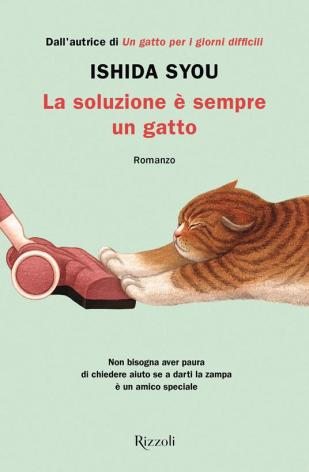 Dall'autrice di Un gatto per i giorni difficili
ISHIDA SYOU
La soluzione è sempre
un gatto
Romanzo
Non bisogna aver paura
di chiedere aiuto se a darti la zampa
è un amico speciale
Rizzoli